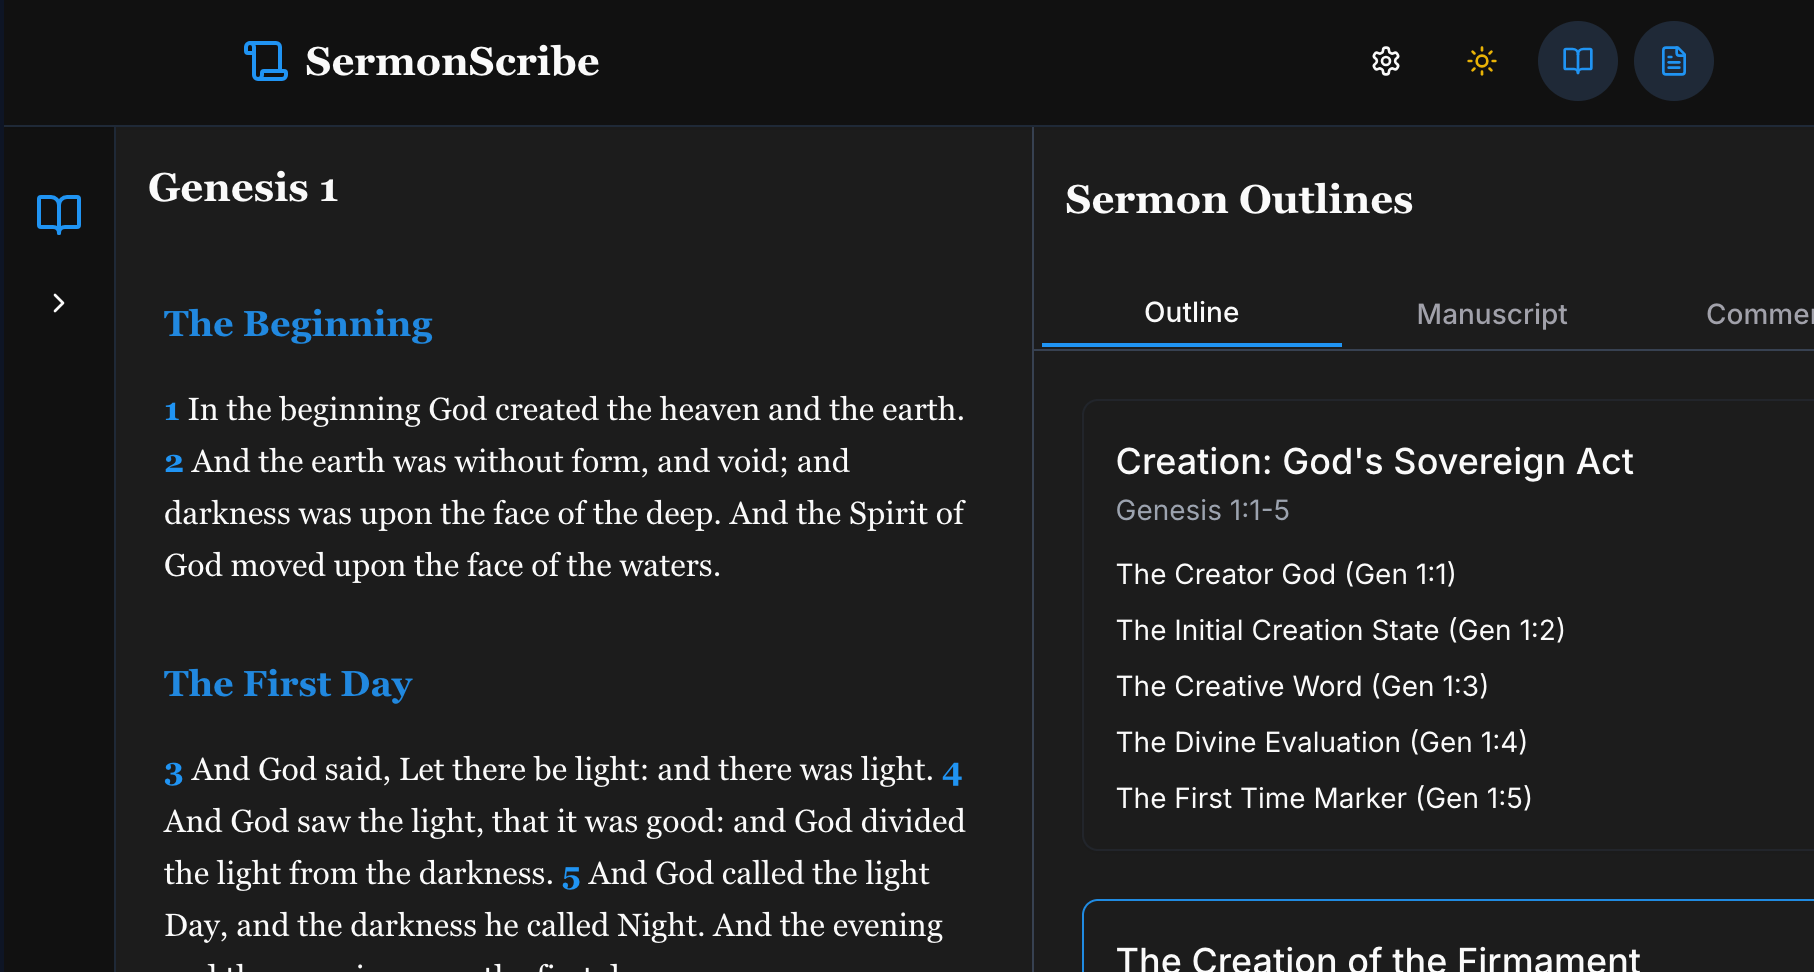 SermonScribe
Genesis 1
The Beginning
1 In the beginning God created the heaven and the earth.
2 And the earth was without form, and void; and
darkness was upon the face of the deep. And the Spirit of
God moved upon the face of the waters.
The First Day
3 And God said, Let there be light: and there was light. 4
And God saw the light, that it was good: and God divided
the light from the darkness. 5 And God called the light
Day, and the darkness he called Night. And the evening
Sermon Outlines
Outline Manuscript
Creation: God's Sovereign Act
Genesis 1:1-5
The Creator God (Gen 1:1)
The Initial Creation State (Gen 1:2)
The Creative Word (Gen 1:3)
The Divine Evaluation (Gen 1:4)
The First Time Marker (Gen 1:5)
The Creation of the Firmament